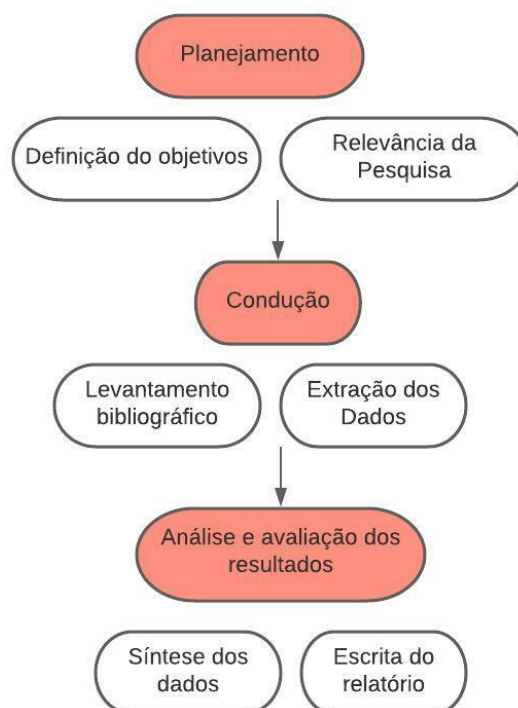 Planejamento
Definição do objetivos
Relevância da
Pesquisa
Condução
Levantamento
bibliográfico
Extração dos
Dados
Análise e avaliação dos
resultados
Síntese dos
dados
Escrita do
relatório